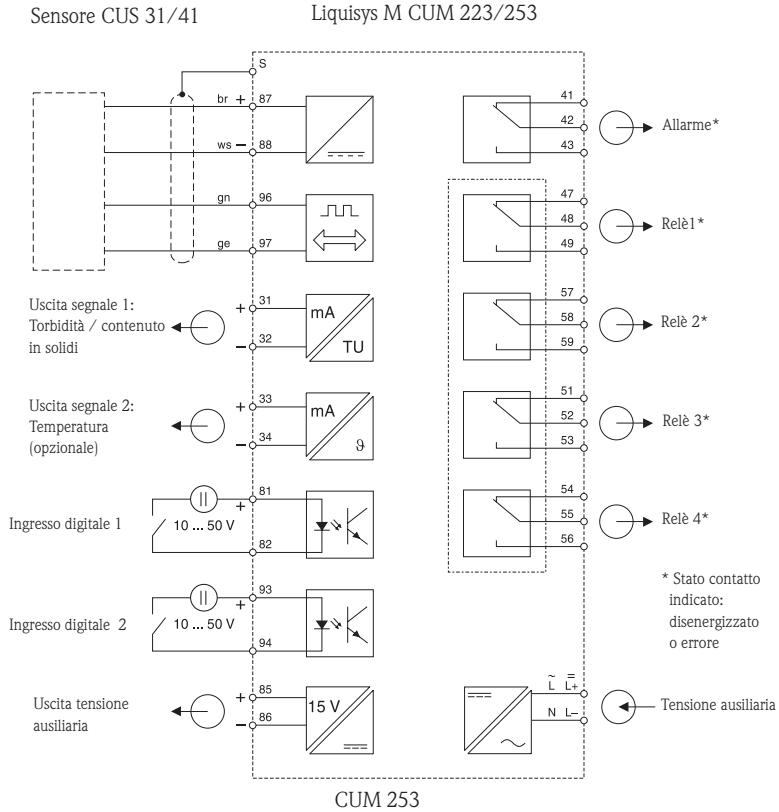 Sensore CUS 31/41
Liquisys M CUM 223/253
S
br + 87
ws – 88
gn 96
ge 97
41
42
43
Allarme*
47
48
49
Relè1*
Uscita segnale 1:
Torbidità / contenuto
in solidi
+ 31
– 32
mA
TU
57
58
59
Relè 2*
Uscita segnale 2:
Temperatura
(opzionale)
+ 33
– 34
mA
ϑ
51
52
53
Relè 3*
Ingresso digitale 1
81
+
10 ... 50 V
82
54
55
56
Relè 4*
Ingresso digitale 2
93
+
10 ... 50 V
94
* Stato contatto
indicato:
disenergizzato
o errore
Uscita tensione
ausiliaria
+ 85
– 86
15 V
~ =
L L+
N L–
Tensione ausiliaria
CUM 253